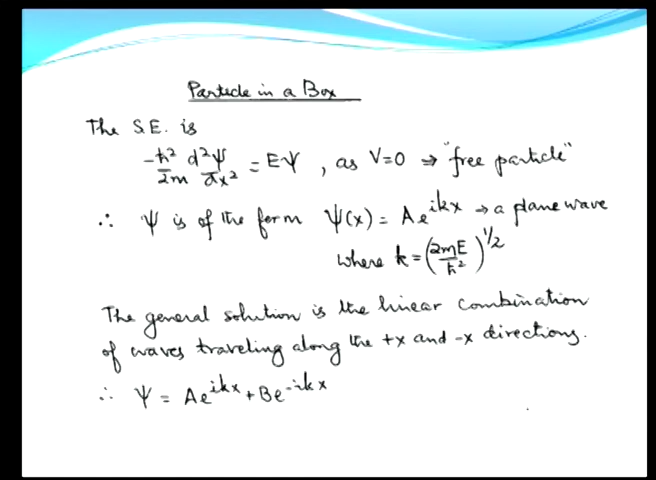 Particle in a Box
The S.E. is
-ħ²/2m d²Ψ/dx² = EΨ , as V=0 ⇒ "free particle"
∴ Ψ is of the form Ψ(x) = Ae^{ikx} → a plane wave
where k = (2mE/ħ²)^{1/2}
The general solution is the linear combination
of waves traveling along the +x and -x directions.
∴ Ψ = Ae^{ikx} + Be^{-ikx}